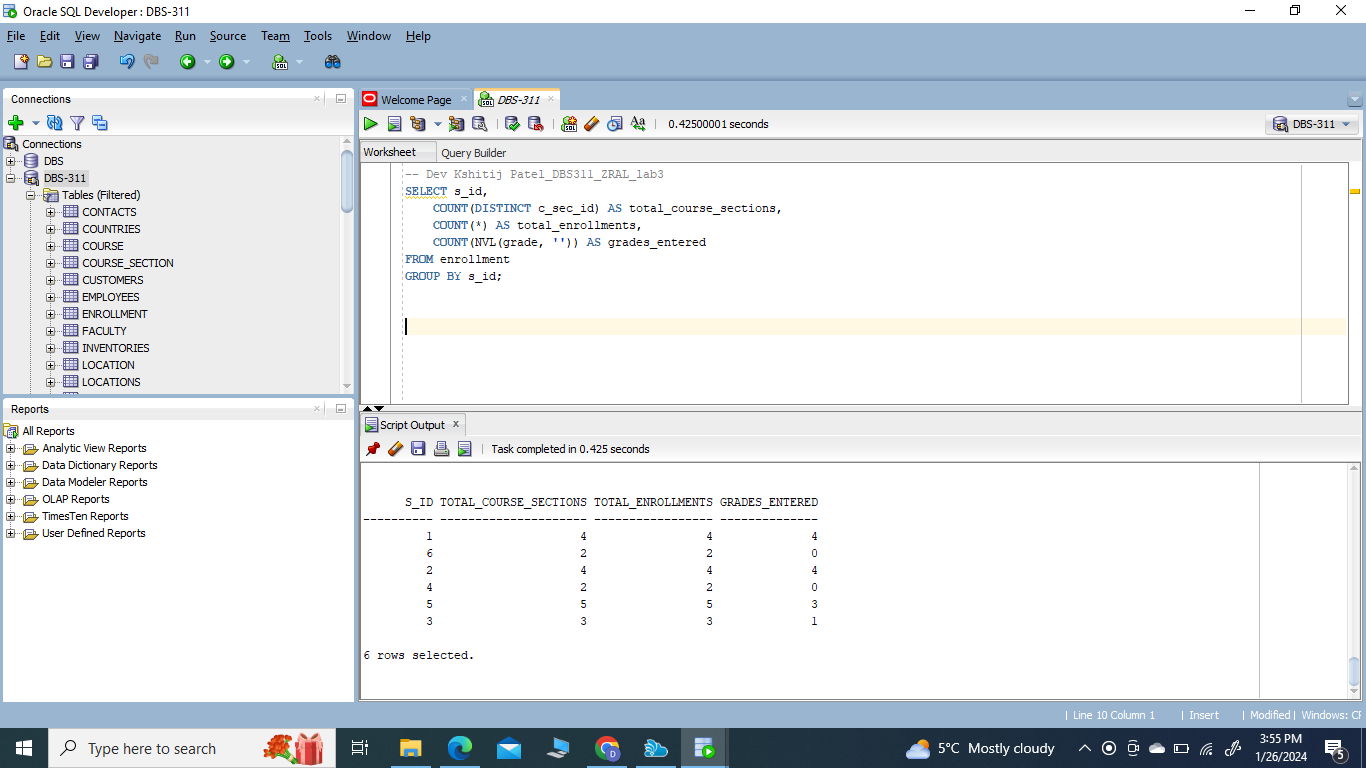 Oracle SQL Developer : DBS-311
File Edit View Navigate Run Source Team Tools Window Help
Connections
Connections
DBS
DBS-311
Tables (Filtered)
CONTACTS
COUNTRIES
COURSE
COURSE_SECTION
CUSTOMERS
EMPLOYEES
ENROLLMENT
FACULTY
INVENTORIES
LOCATION
LOCATIONS
Reports
All Reports
Analytic View Reports
Data Dictionary Reports
Data Modeler Reports
OLAP Reports
TimesTen Reports
User Defined Reports
Welcome Page DBS-311
0.42500001 seconds DBS-311
Worksheet Query Builder
-- Dev Kshitij Patel_DBS311_ZRAL_lab3
SELECT s_id,
COUNT(DISTINCT c_sec_id) AS total_course_sections,
COUNT(*) AS total_enrollments,
COUNT(NVL(grade, '')) AS grades_entered
FROM enrollment
GROUP BY s_id;
Script Output
Task completed in 0.425 seconds
S_ID TOTAL_COURSE_SECTIONS TOTAL_ENROLLMENTS GRADES_ENTERED
---------- --------------------- ----------------- --------------
1 4 4 4
6 2 2 0
2 4 4 4
4 2 2 0
5 5 5 3
3 3 3 1
6 rows selected.
Line 10 Column 1 | Insert | Modified | Windows: CF
Type here to search
5°C Mostly cloudy
3:55 PM
1/26/2024
5